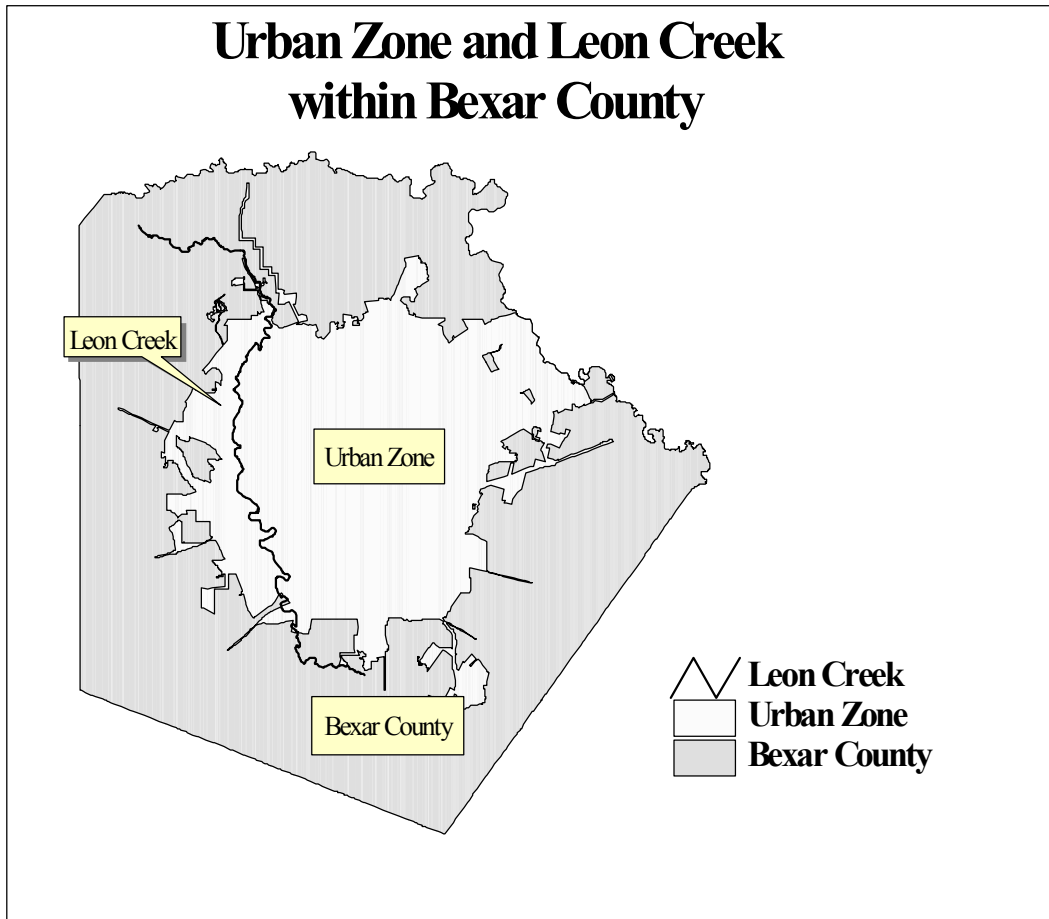 Urban Zone and Leon Creek
within Bexar County
Leon Creek
Urban Zone
Bexar County
Leon Creek
Urban Zone
Bexar County